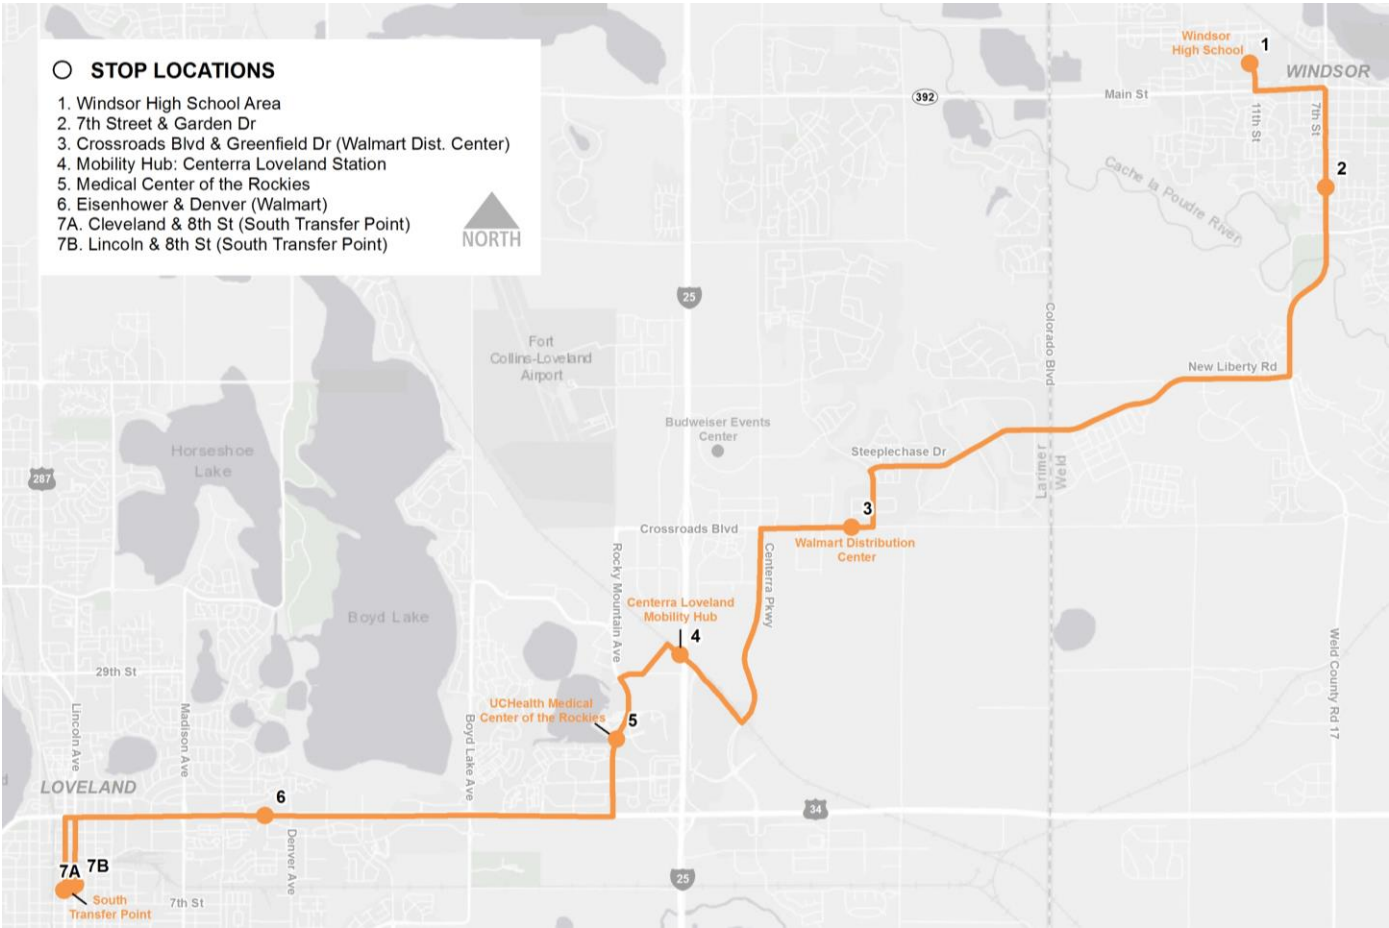 STOP LOCATIONS
1. Windsor High School Area
2. 7th Street & Garden Dr
3. Crossroads Blvd & Greenfield Dr (Walmart Dist. Center)
4. Mobility Hub: Centerra Loveland Station
5. Medical Center of the Rockies
6. Eisenhower & Denver (Walmart)
7A. Cleveland & 8th St (South Transfer Point)
7B. Lincoln & 8th St (South Transfer Point)
NORTH
Windsor
High School
1
WINDSOR
392
Main St
11th St
7th St
2
Cache la Poudre River
25
Colorado Blvd
Fort
Collins-Loveland
Airport
New Liberty Rd
Budweiser Events
Center
Steeplechase Dr
Horseshoe
Lake
287
Larimer
Weld
3
Crossroads Blvd
Walmart Distribution
Center
Rocky Mountain Ave
Centerra Pkwy
Centerra Loveland
Mobility Hub
4
Boyd Lake
Weld County Rd 17
29th St
UCHealth Medical
Center of the Rockies
5
Lincoln Ave
Madison Ave
Boyd Lake Ave
LOVELAND
6
34
Denver Ave
7A
7B
25
South
Transfer Point
7th St